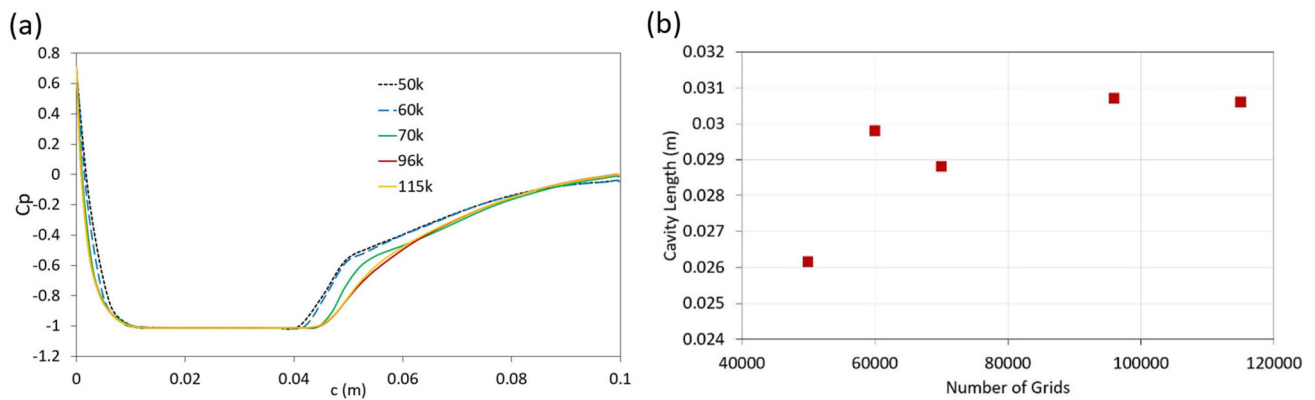 (a)
0.8
0.6
0.4
0.2
0
-0.2
-0.4
-0.6
-0.8
-1
-1.2
Cp
50k
60k
70k
96k
115k
0 0.02 0.04 0.06 0.08 0.1
c (m)
(b)
0.032
0.031
0.03
0.029
0.028
0.027
0.026
0.025
0.024
Cavity Length (m)
40000 60000 80000 100000 120000
Number of Grids